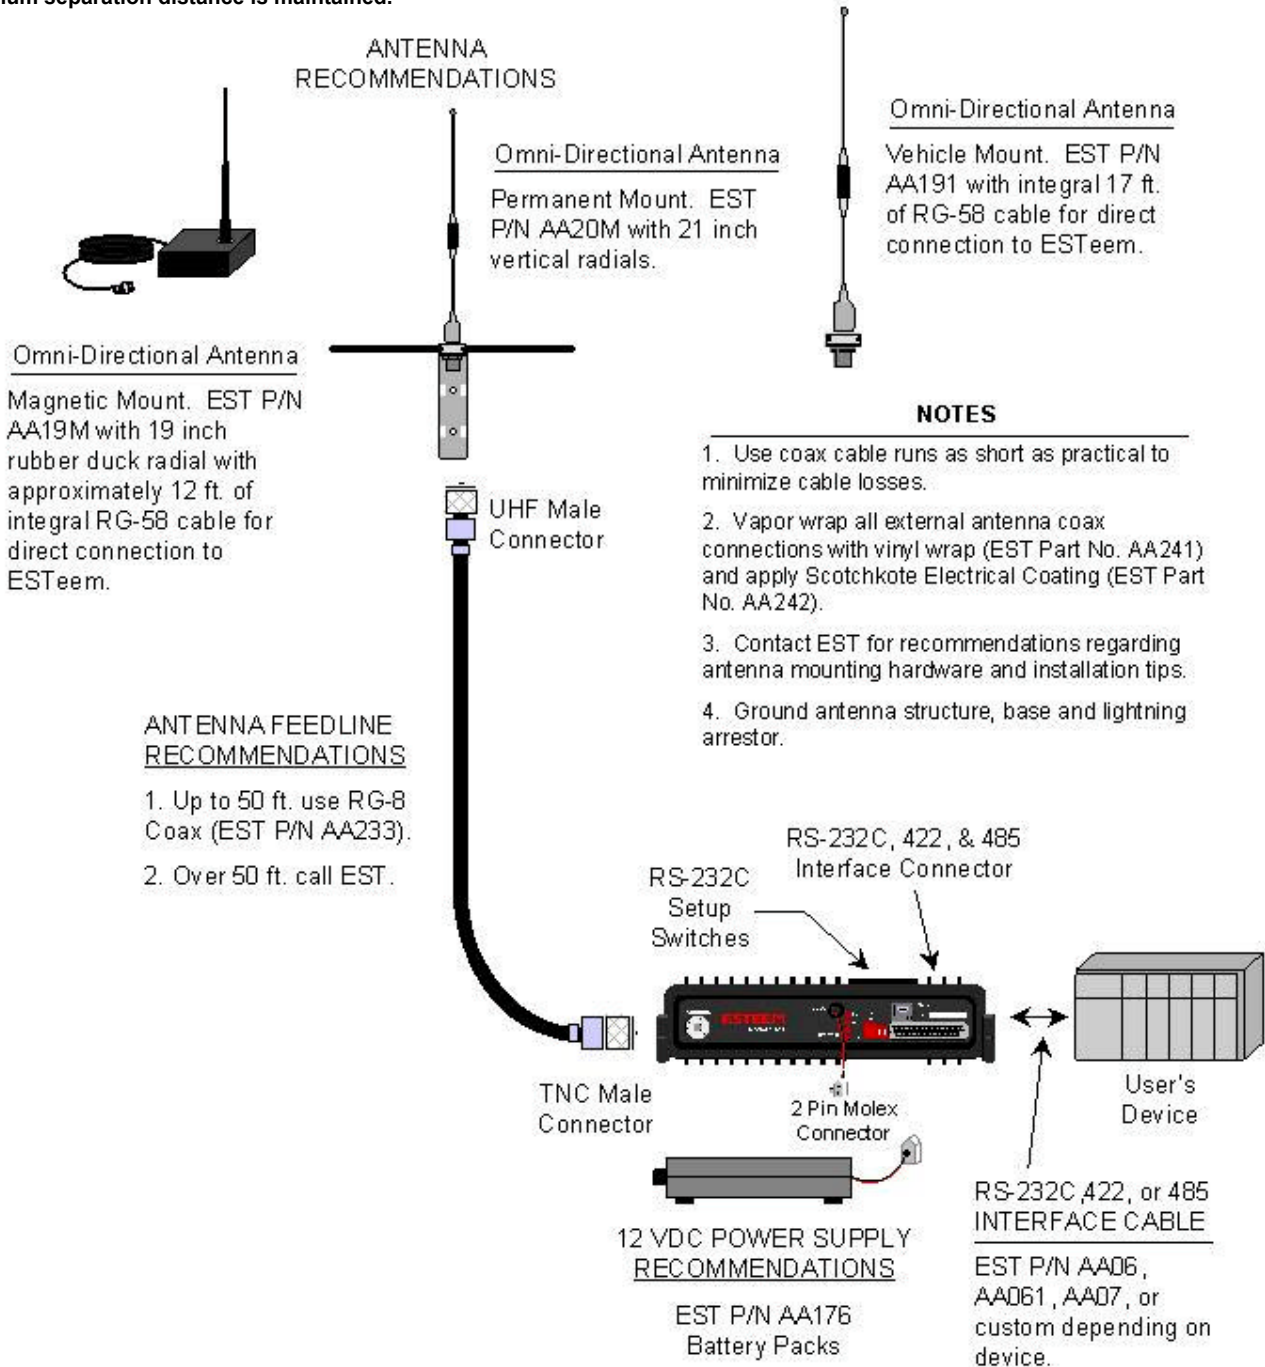 separation distance is maintained.
ANTENNA
RECOMMENDATIONS
Omni-Directional Antenna
Permanent Mount. EST
P/N AA20M with 21 inch
vertical radials.
Omni-Directional Antenna
Vehicle Mount. EST P/N
AA191 with integral 17 ft.
of RG-58 cable for direct
connection to ESTeem.
Omni-Directional Antenna
Magnetic Mount. EST P/N
AA19M with 19 inch
rubber duck radial with
approximately 12 ft. of
integral RG-58 cable for
direct connection to
ESTeem.
UHF Male
Connector
NOTES
1. Use coax cable runs as short as practical to
minimize cable losses.
2. Vapor wrap all external antenna coax
connections with vinyl wrap (EST Part No. AA241)
and apply Scotchkote Electrical Coating (EST Part
No. AA242).
3. Contact EST for recommendations regarding
antenna mounting hardware and installation tips.
4. Ground antenna structure, base and lightning
arrestor.
ANTENNA FEEDLINE
RECOMMENDATIONS
1. Up to 50 ft. use RG-8
Coax (EST P/N AA233).
2. Over 50 ft. call EST.
RS-232C
Setup
Switches
RS-232C, 422, & 485
Interface Connector
ESTEEM
TNC Male
Connector
2 Pin Molex
Connector
User's
Device
12 VDC POWER SUPPLY
RECOMMENDATIONS
EST P/N AA176
Battery Packs
RS-232C,422, or 485
INTERFACE CABLE
EST P/N AA06,
AA061, AA07, or
custom depending on
device.